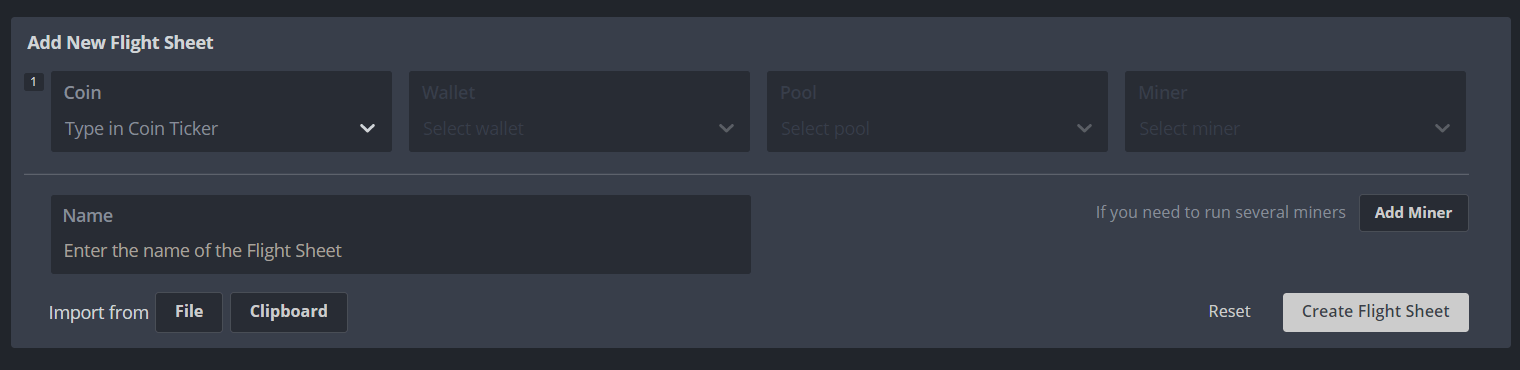 Add New Flight Sheet
1
Coin
Type in Coin Ticker
Wallet
Select wallet
Pool
Select pool
Miner
Select miner
Name
Enter the name of the Flight Sheet
If you need to run several miners
Add Miner
Import from
File
Clipboard
Reset
Create Flight Sheet